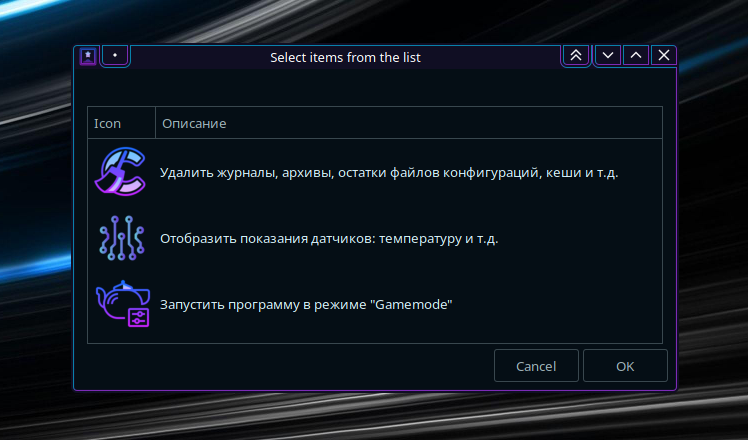 Select items from the list
Icon Описание
Удалить журналы, архивы, остатки файлов конфигураций, кеши и т.д.
Отобразить показания датчиков: температуру и т.д.
Запустить программу в режиме "Gamemode"
Cancel OK